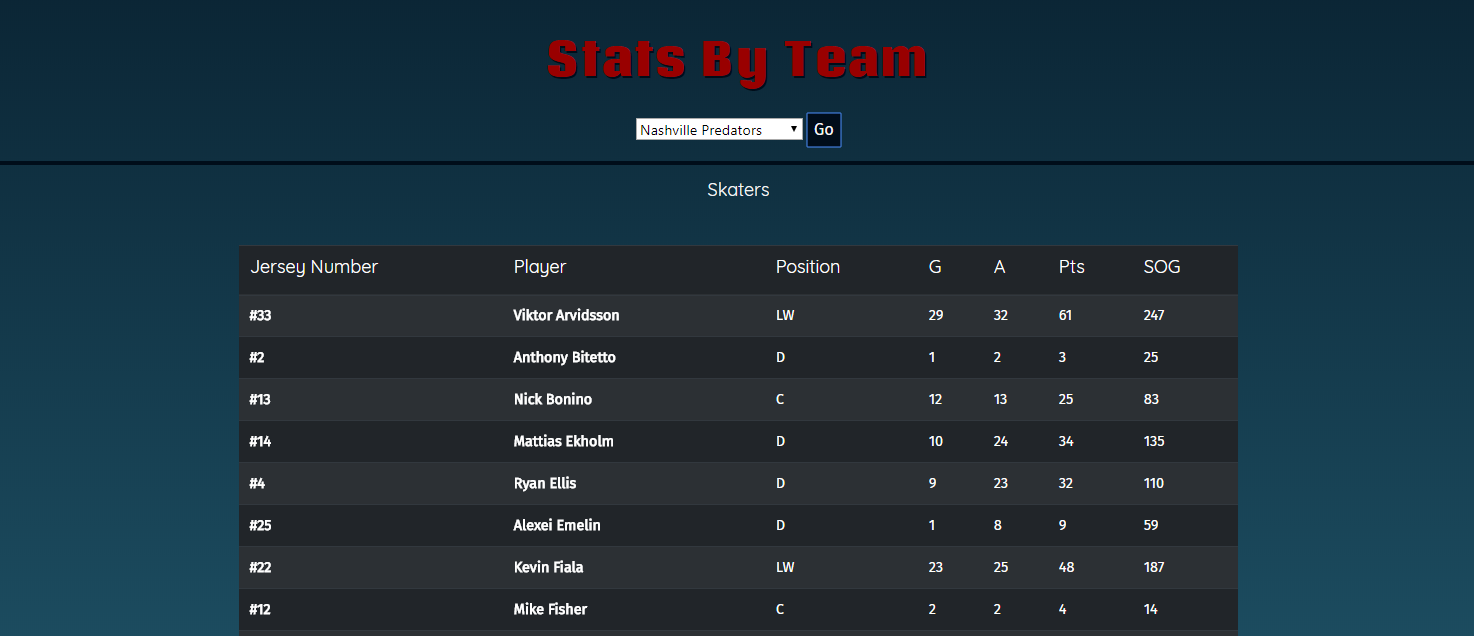 Stats By Team
Nashville Predators Go
Skaters
Jersey Number Player Position G A Pts SOG
#33 Viktor Arvidsson LW 29 32 61 247
#2 Anthony Bitetto D 1 2 3 25
#13 Nick Bonino C 12 13 25 83
#14 Mattias Ekholm D 10 24 34 135
#4 Ryan Ellis D 9 23 32 110
#25 Alexei Emelin D 1 8 9 59
#22 Kevin Fiala LW 23 25 48 187
#12 Mike Fisher C 2 2 4 14